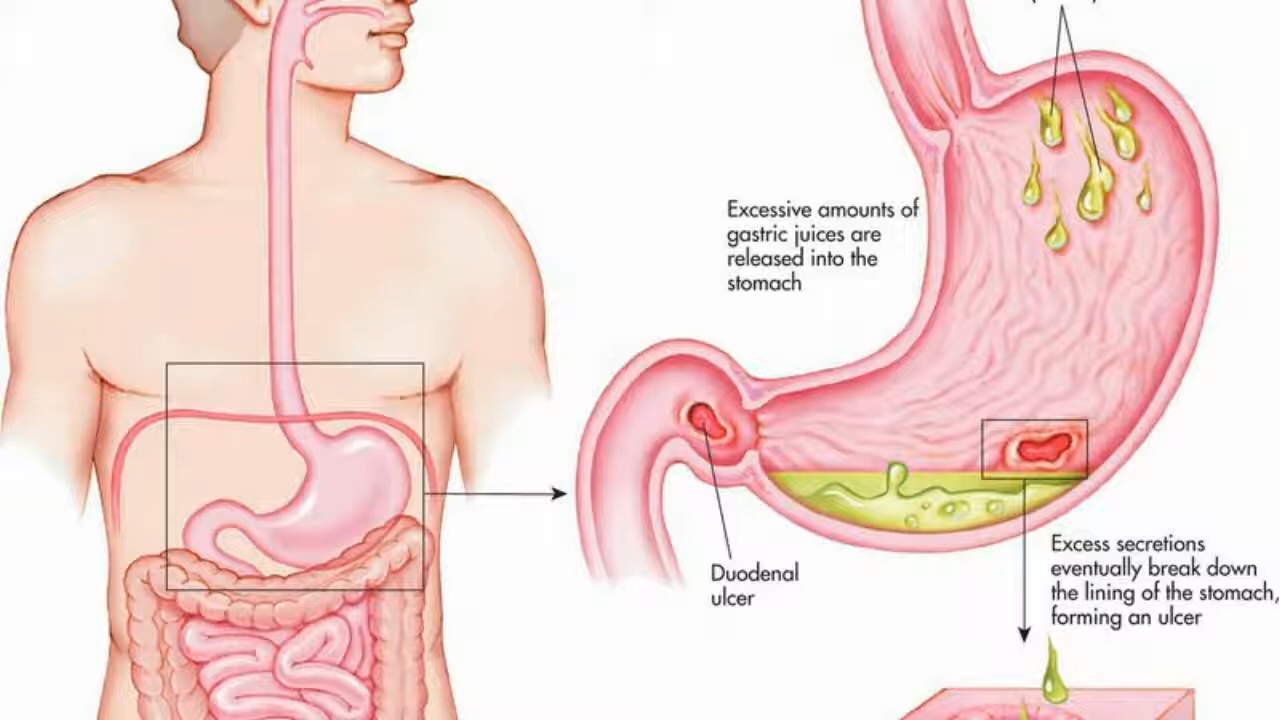 Excessive amounts of
gastric juices are
released into the
stomach
Duodenal
ulcer
Excess secretions
eventually break down
the lining of the stomach,
forming an ulcer